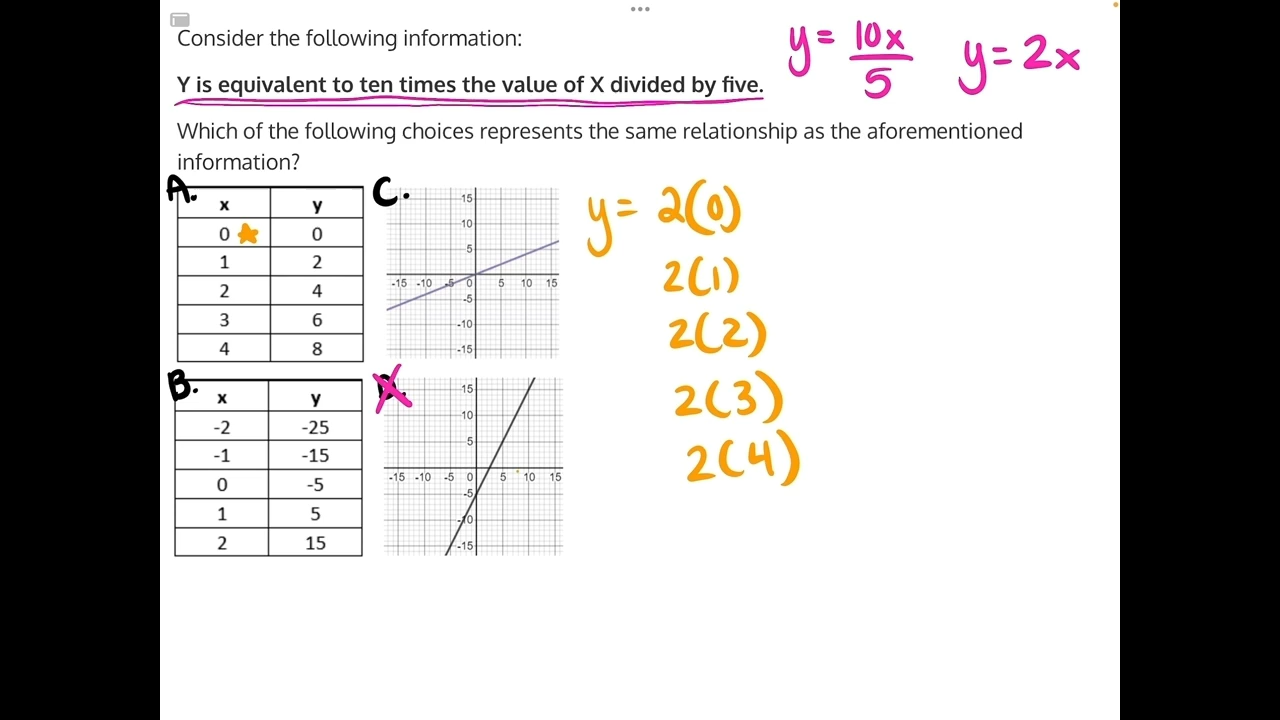 Consider the following information:
y = 10x/5 y = 2x
Y is equivalent to ten times the value of X divided by five.
Which of the following choices represents the same relationship as the aforementioned
information?
A.
x y
0 0
1 2
2 4
3 6
4 8
C.
15
10
5
-15 -10 -5 0 5 10 15
-5
-10
-15
y = 2(0)
2(1)
2(2)
2(3)
2(4)
B.
x y
-2 -25
-1 -15
0 -5
1 5
2 15
D.
15
10
5
-15 -10 -5 0 5 10 15
-5
-10
-15